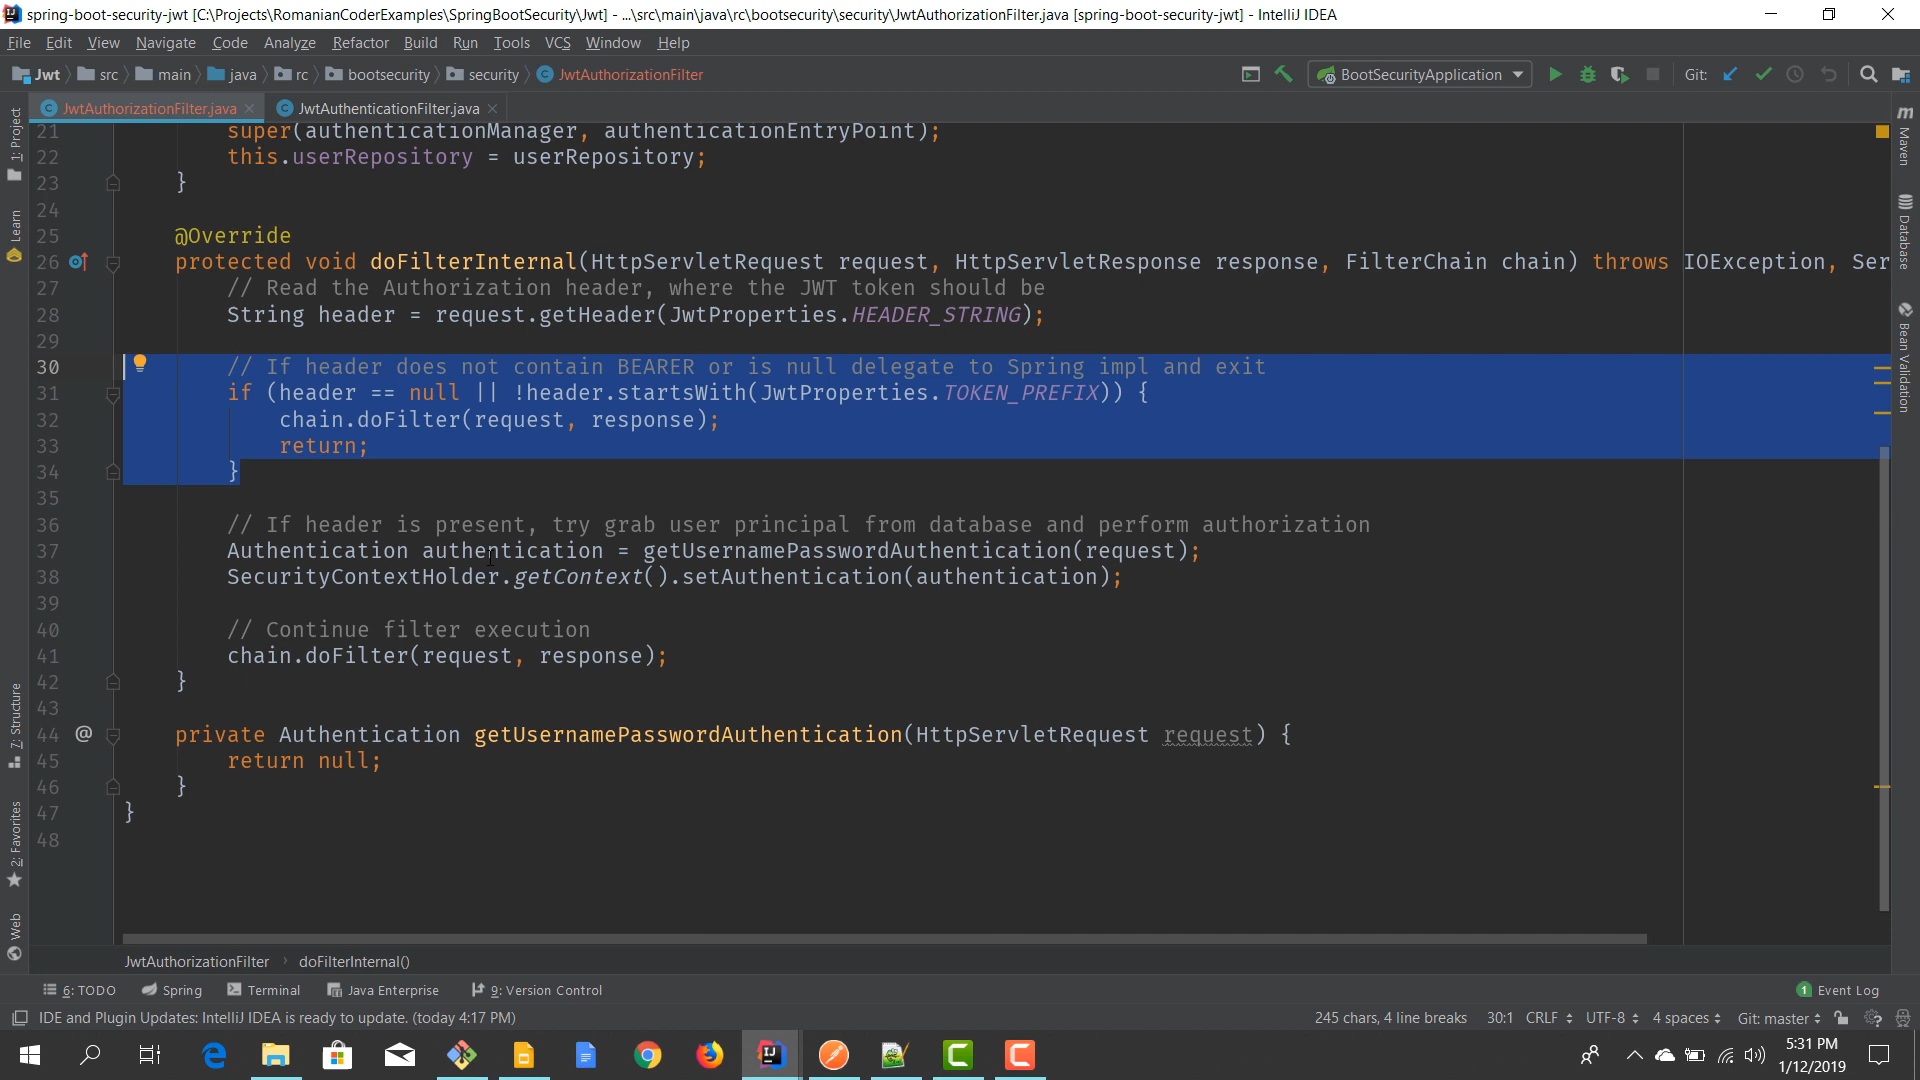 spring-boot-security-jwt [C:\Projects\RomanianCoderExamples\SpringBootSecurity\Jwt] - ...\src\main\java\rc\bootsecurity\security\JwtAuthorizationFilter.java [spring-boot-security-jwt] - IntelliJ IDEA
File Edit View Navigate Code Analyze Refactor Build Run Tools VCS Window Help
Jwt src main java rc bootsecurity security JwtAuthorizationFilter BootSecurityApplication Git:
JwtAuthorizationFilter.java JwtAuthenticationFilter.java
1: Project
Learn
7: Structure
2: Favorites
Web
21 super(authenticationManager, authenticationEntryPoint);
22 this.userRepository = userRepository;
23 }
24
25 @Override
26 protected void doFilterInternal(HttpServletRequest request, HttpServletResponse response, FilterChain chain) throws IOException, Ser
27 // Read the Authorization header, where the JWT token should be
28 String header = request.getHeader(JwtProperties.HEADER_STRING);
29
30 // If header does not contain BEARER or is null delegate to Spring impl and exit
31 if (header == null || !header.startsWith(JwtProperties.TOKEN_PREFIX)) {
32 chain.doFilter(request, response);
33 return;
34 }
35
36 // If header is present, try grab user principal from database and perform authorization
37 Authentication authentication = getUsernamePasswordAuthentication(request);
38 SecurityContextHolder.getContext().setAuthentication(authentication);
39
40 // Continue filter execution
41 chain.doFilter(request, response);
42 }
43
44 @ private Authentication getUsernamePasswordAuthentication(HttpServletRequest request) {
45 return null;
46 }
47 }
48
m Maven
Database
Bean Validation
JwtAuthorizationFilter › doFilterInternal()
6: TODO Spring Terminal Java Enterprise 9: Version Control 1 Event Log
IDE and Plugin Updates: IntelliJ IDEA is ready to update. (today 4:17 PM) 245 chars, 4 line breaks 30:1 CRLF UTF-8 4 spaces Git: master
5:31 PM
1/12/2019